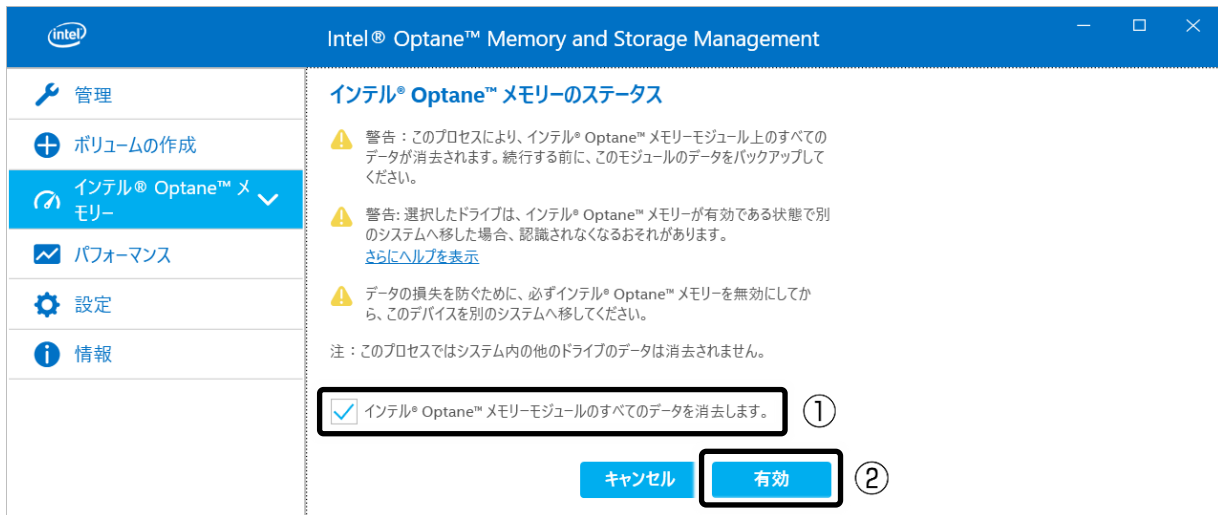 intel
Intel® Optane™ Memory and Storage Management
管理
ボリュームの作成
インテル® Optane™ メ
モリー
パフォーマンス
設定
情報
インテル® Optane™ メモリーのステータス
警告：このプロセスにより、インテル® Optane™ メモリーモジュール上のすべての
データが消去されます。続行する前に、このモジュールのデータをバックアップして
ください。
警告: 選択したドライブは、インテル® Optane™ メモリーが有効である状態で別
のシステムへ移した場合、認識されなくなるおそれがあります。
さらにヘルプを表示
データの損失を防ぐために、必ずインテル® Optane™ メモリーを無効にしてか
ら、このデバイスを別のシステムへ移してください。
注：このプロセスではシステム内の他のドライブのデータは消去されません。
インテル® Optane™ メモリーモジュールのすべてのデータを消去します。 ①
キャンセル 有効 ②